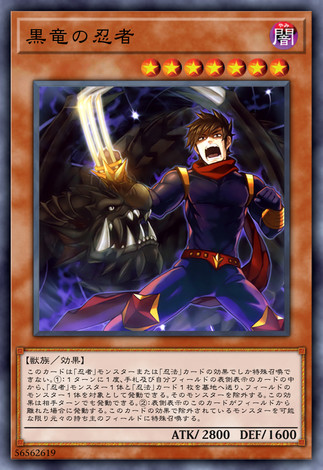 黒竜の忍者
闇
やみ
【獣族／効果】
このカードは「忍者」モンスターまたは「忍法」カードの効果でしか特殊召喚で
きない。①：１ターンに１度、手札及び自分フィールドの表側表示のカードの中
から、「忍者」モンスター１体と「忍法」カード１枚を墓地へ送り、フィールドの
モンスター１体を対象として発動できる。そのモンスターを除外する。この効
果は相手ターンでも発動できる。②：表側表示のこのカードがフィールドから
離れた場合に発動する。このカードの効果で除外されているモンスターを可能
な限り元々の持ち主のフィールドに特殊召喚する。
ATK/ 2800 DEF/1600
56562619